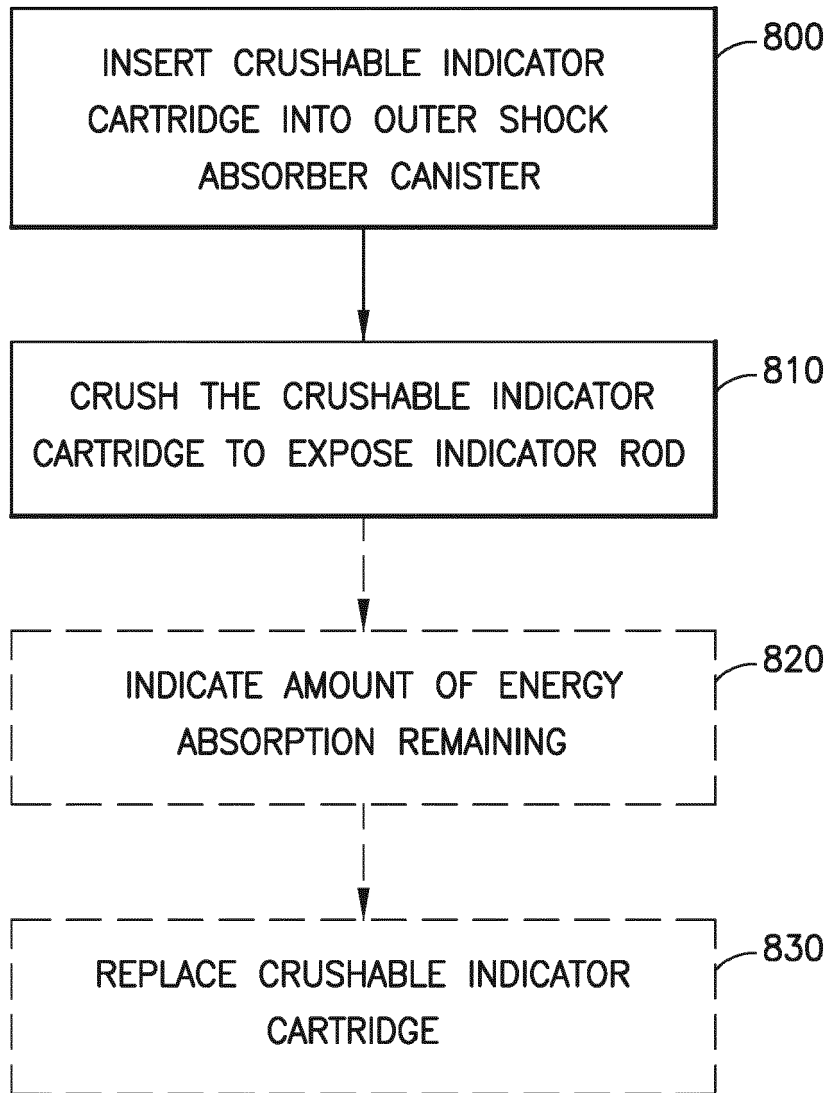 INSERT CRUSHABLE INDICATOR
CARTRIDGE INTO OUTER SHOCK
ABSORBER CANISTER
800
CRUSH THE CRUSHABLE INDICATOR
CARTRIDGE TO EXPOSE INDICATOR ROD
810
INDICATE AMOUNT OF ENERGY
ABSORPTION REMAINING
820
REPLACE CRUSHABLE INDICATOR
CARTRIDGE
830